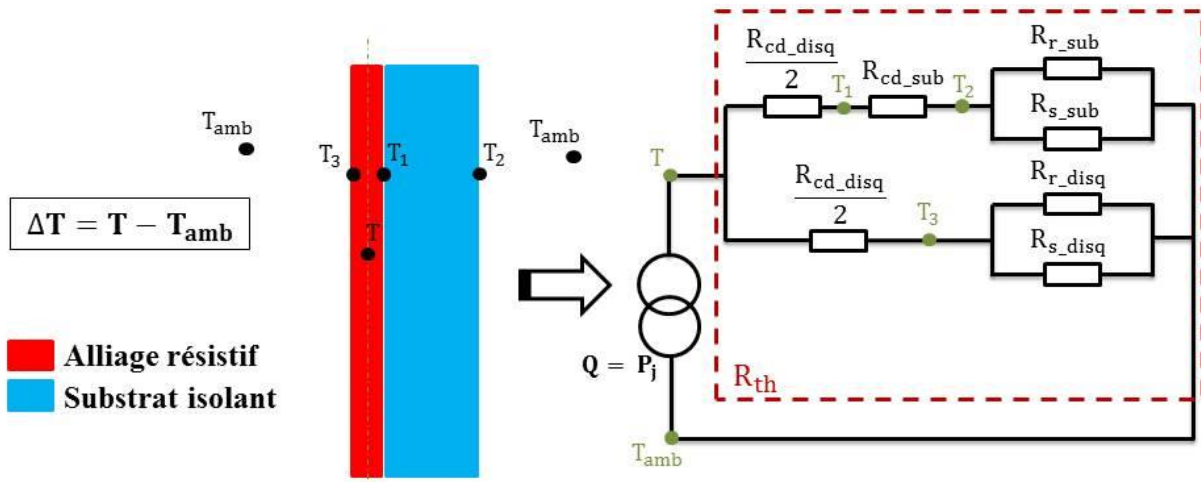 T_amb
T_3
T_1
T_2
T_amb
ΔT = T − T_amb
T
Alliage résistif
Substrat isolant
R_cd_disq
2
T_1
R_cd_sub
T_2
R_r_sub
R_s_sub
T
R_cd_disq
2
T_3
R_r_disq
R_s_disq
Q = P_j
R_th
T_amb